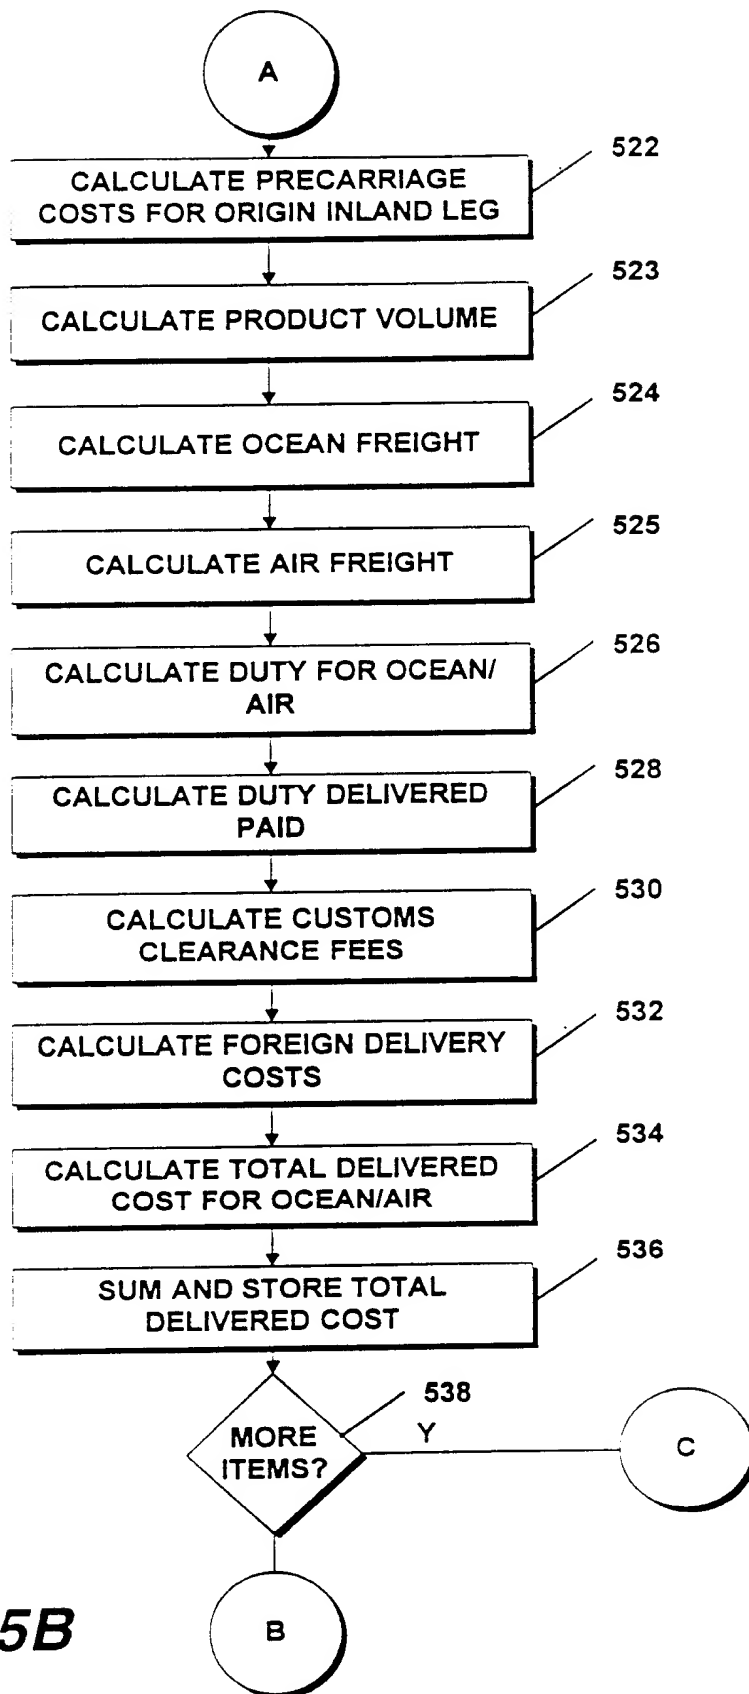 A
522
CALCULATE PRECARRIAGE
COSTS FOR ORIGIN INLAND LEG
523
CALCULATE PRODUCT VOLUME
524
CALCULATE OCEAN FREIGHT
525
CALCULATE AIR FREIGHT
526
CALCULATE DUTY FOR OCEAN/
AIR
528
CALCULATE DUTY DELIVERED
PAID
530
CALCULATE CUSTOMS
CLEARANCE FEES
532
CALCULATE FOREIGN DELIVERY
COSTS
534
CALCULATE TOTAL DELIVERED
COST FOR OCEAN/AIR
536
SUM AND STORE TOTAL
DELIVERED COST
538
MORE
ITEMS?
Y
C
5B
B